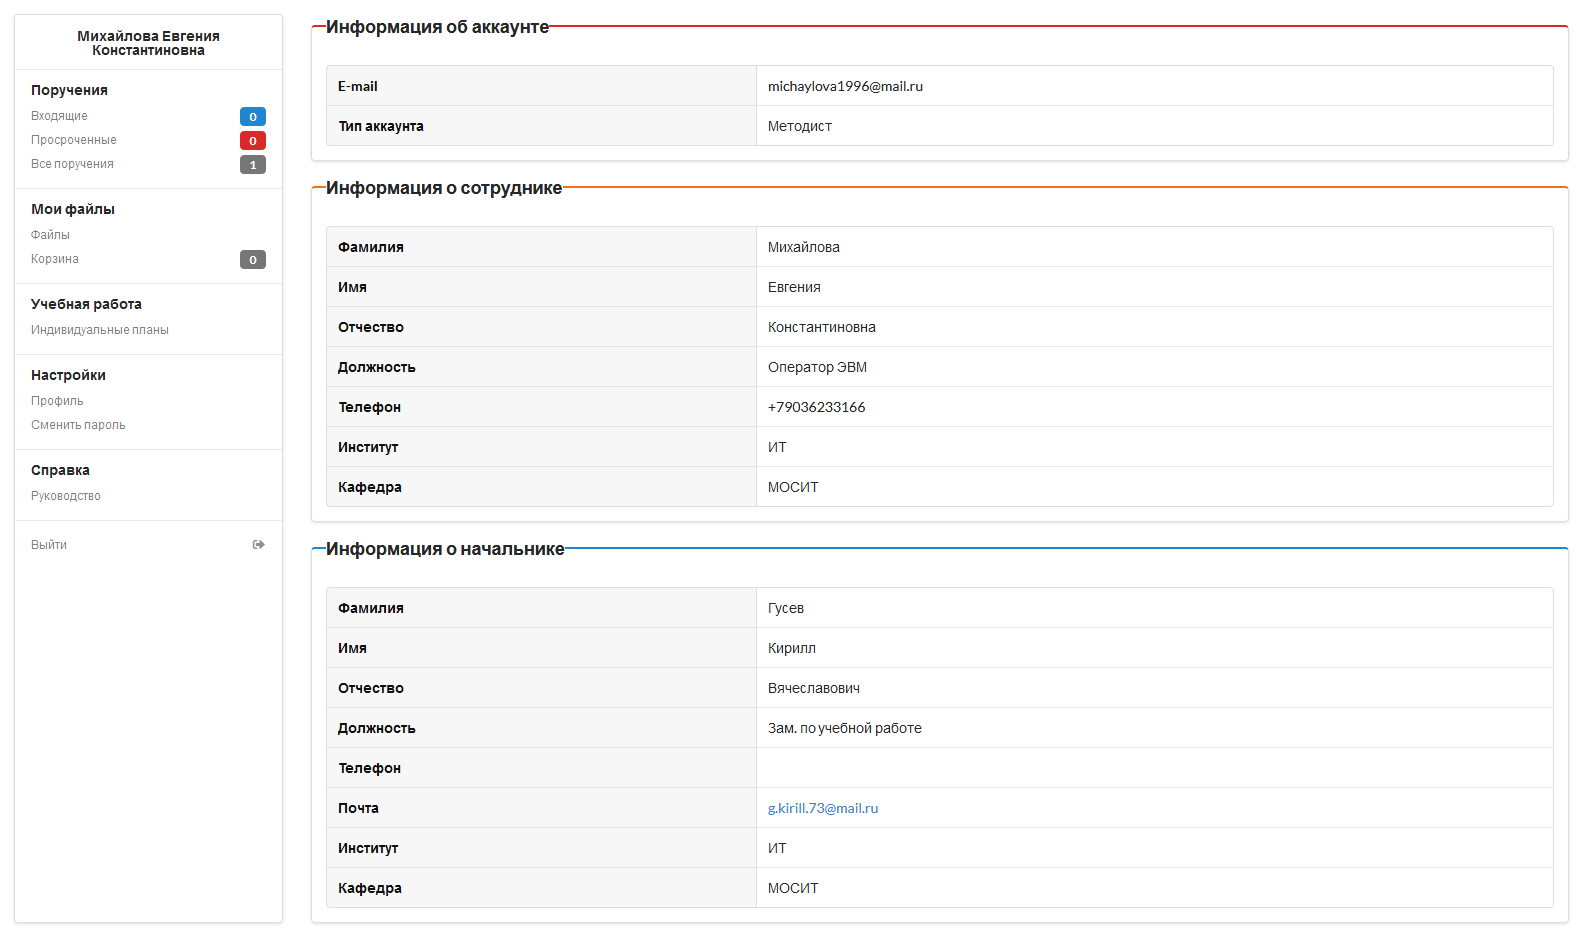 Михайлова Евгения
Константиновна
Поручения
Входящие 0
Просроченные 0
Все поручения 1
Мои файлы
Файлы
Корзина 0
Учебная работа
Индивидуальные планы
Настройки
Профиль
Сменить пароль
Справка
Руководство
Выйти
Информация об аккаунте
E-mail michaylova1996@mail.ru
Тип аккаунта Методист
Информация о сотруднике
Фамилия Михайлова
Имя Евгения
Отчество Константиновна
Должность Оператор ЭВМ
Телефон +79036233166
Институт ИТ
Кафедра МОСИТ
Информация о начальнике
Фамилия Гусев
Имя Кирилл
Отчество Вячеславович
Должность Зам. по учебной работе
Телефон
Почта g.kirill.73@mail.ru
Институт ИТ
Кафедра МОСИТ